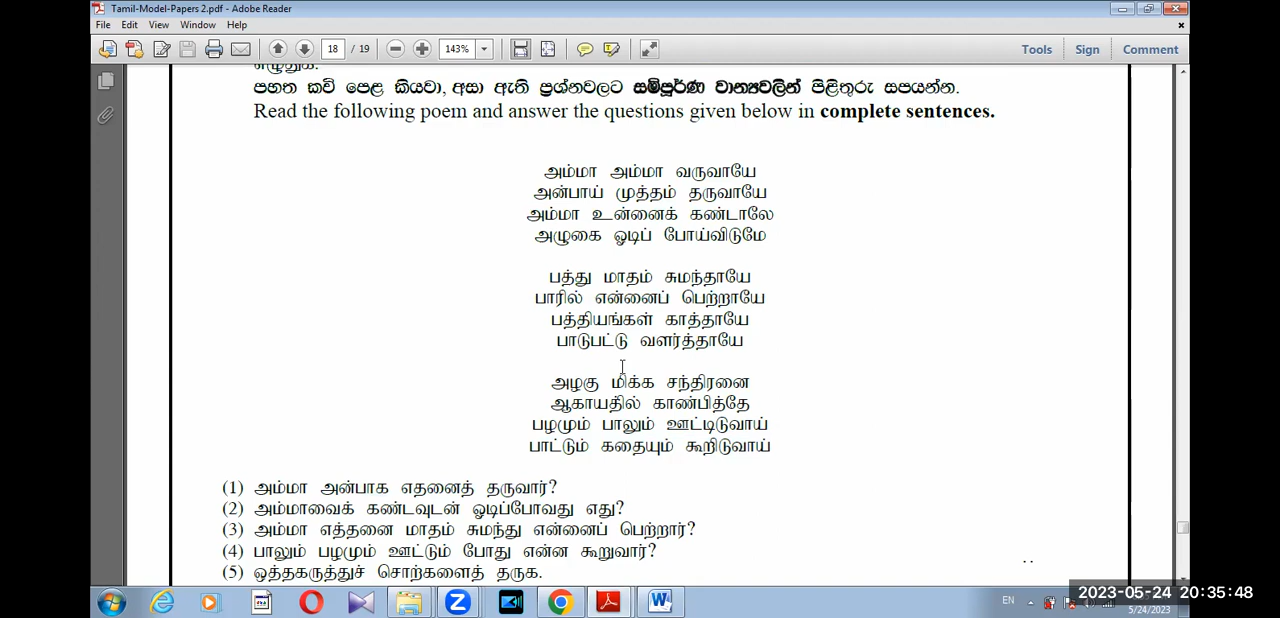 Tamil-Model-Papers 2.pdf - Adobe Reader
File Edit View Window Help
18 / 19 143% Tools Sign Comment
எழுதுக.
පහත කවි පෙළ කියවා, අසා ඇති ප්‍රශ්නවලට සම්පූර්ණ වාක්‍යවලින් පිළිතුරු සපයන්න.
Read the following poem and answer the questions given below in complete sentences.
அம்மா அம்மா வருவாயே
அன்பாய் முத்தம் தருவாயே
அம்மா உன்னைக் கண்டாலே
அழுகை ஓடிப் போய்விடுமே
பத்து மாதம் சுமந்தாயே
பாரில் என்னைப் பெற்றாயே
பத்தியங்கள் காத்தாயே
பாடுபட்டு வளர்த்தாயே
அழகு மிக்க சந்திரனை
ஆகாயதில் காண்பித்தே
பழமும் பாலும் ஊட்டிடுவாய்
பாட்டும் கதையும் கூறிடுவாய்
(1) அம்மா அன்பாக எதனைத் தருவார்?
(2) அம்மாவைக் கண்டவுடன் ஓடிப்போவது எது?
(3) அம்மா எத்தனை மாதம் சுமந்து என்னைப் பெற்றார்?
(4) பாலும் பழமும் ஊட்டும் போது என்ன கூறுவார்?
(5) ஒத்தகருத்துச் சொற்களைத் தருக.
EN
2023-05-24 20:35:48
5/24/2023